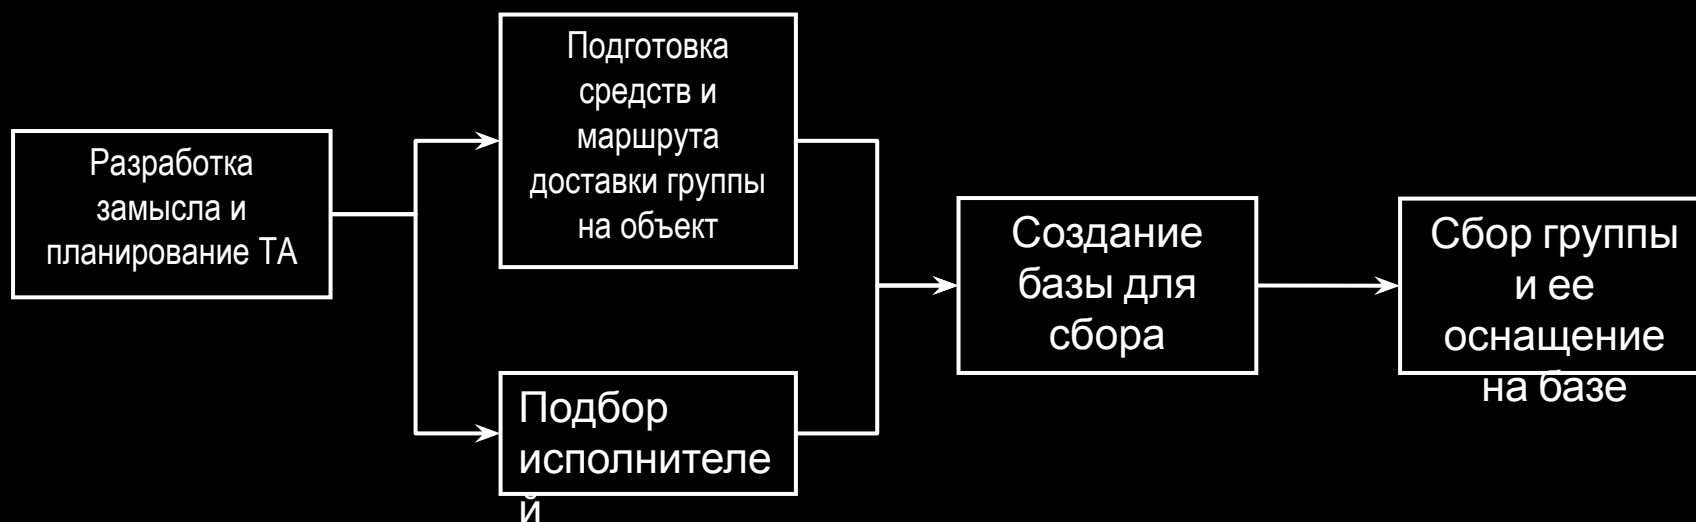 Разработка
замысла и
планирование ТА
Подготовка
средств и
маршрута
доставки группы
на объект
Подбор
исполнителе
й
Создание
базы для
сбора
Сбор группы
и ее
оснащение
на базе